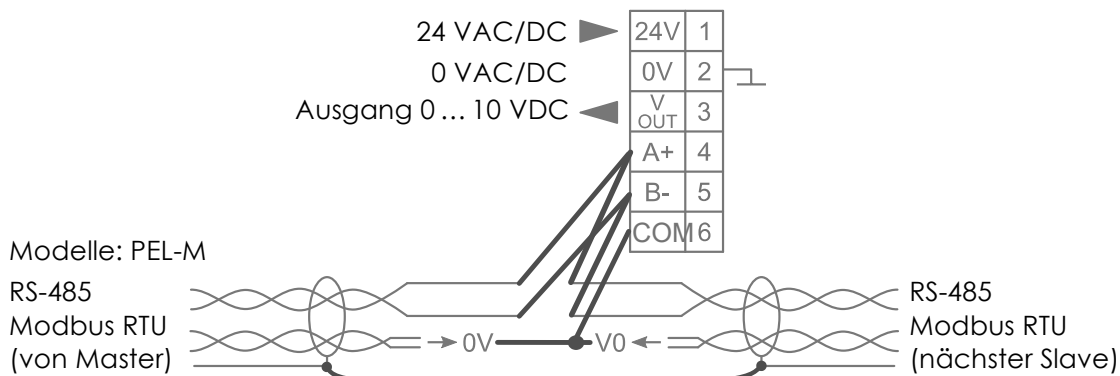 24 VAC/DC 24V 1
0 VAC/DC 0V 2
Ausgang 0 … 10 VDC V OUT 3
A+ 4
B- 5
COM 6
Modelle: PEL-M
RS-485
Modbus RTU
(von Master)
0V
V0
RS-485
Modbus RTU
(nächster Slave)